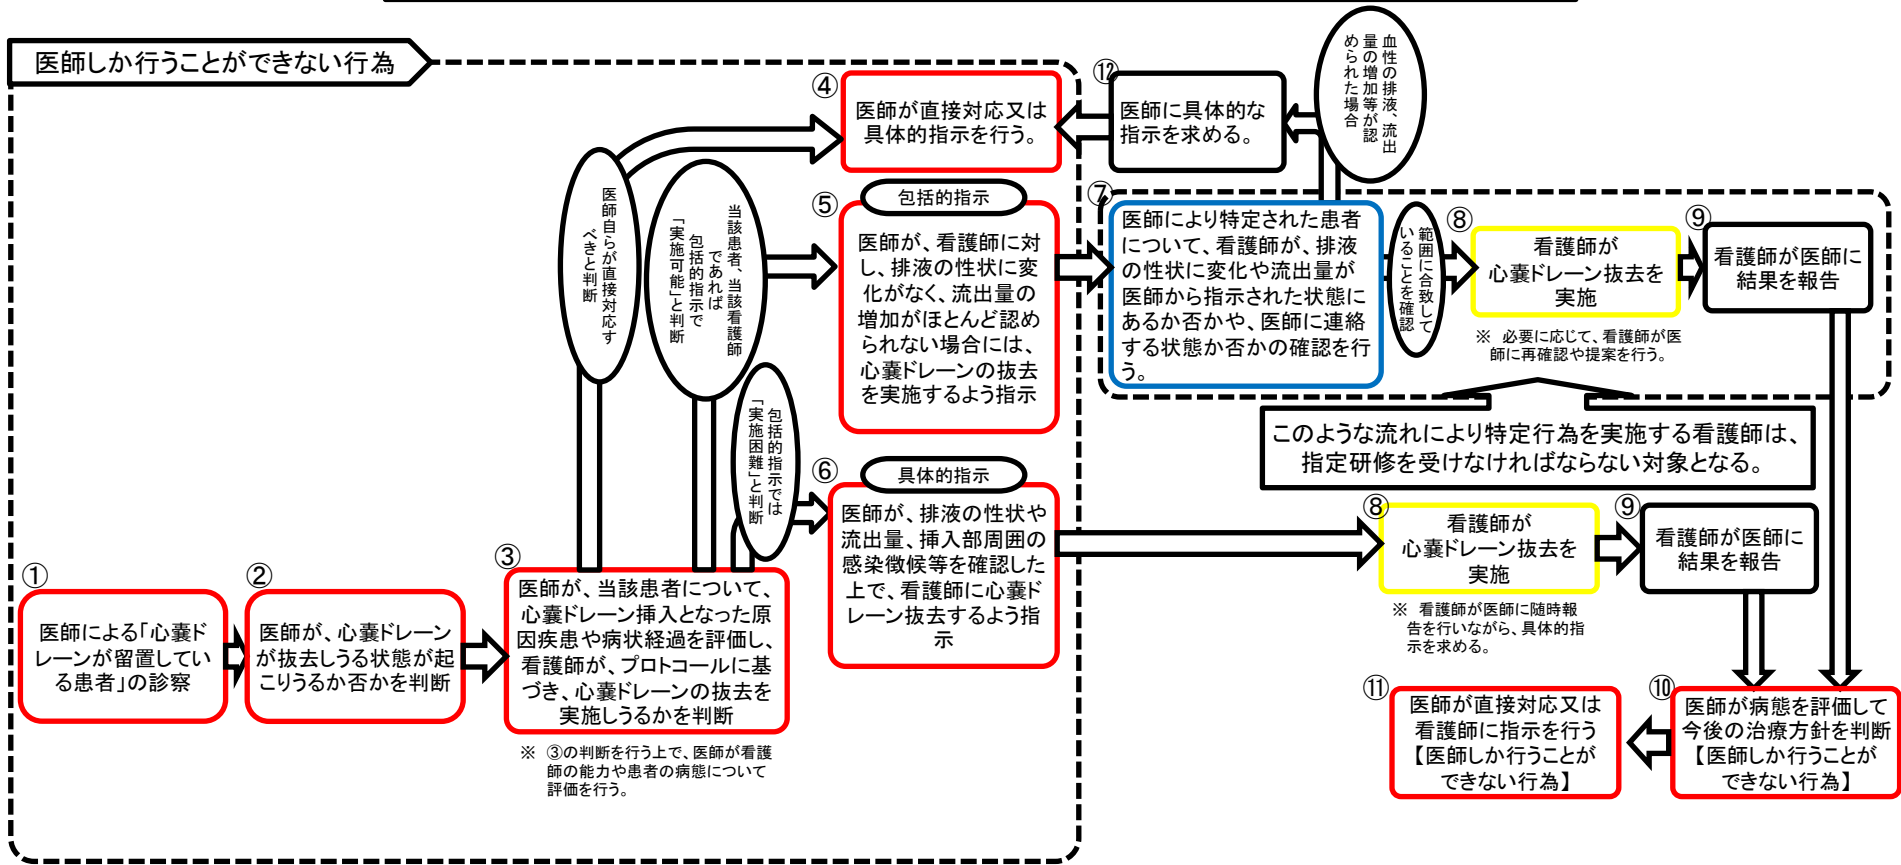 医師しか行うことができない行為
①
医師による「心嚢ド
レーンが留置してい
る患者」の診察
②
医師が、心嚢ドレーン
が抜去しうる状態が起
こりうるか否かを判断
③
医師が、当該患者について、
心嚢ドレーン挿入となった原
因疾患や病状経過を評価し、
看護師が、プロトコールに基
づき、心嚢ドレーンの抜去を
実施しうるかを判断
※ ③の判断を行う上で、医師が看護
師の能力や患者の病態について
評価を行う。
医師自らが直接対応す
べきと判断
当該患者、当該看護師
であれば
包括的指示で
「実施可能」と判断
包括的指示では
「実施困難」と判断
④
医師が直接対応又は
具体的指示を行う。
⑤
包括的指示
医師が、看護師に対
し、排液の性状に変
化がなく、流出量の
増加がほとんど認め
られない場合には、
心嚢ドレーンの抜去
を実施するよう指示
⑥
具体的指示
医師が、排液の性状や
流出量、挿入部周囲の
感染徴候等を確認した
上で、看護師に心嚢ド
レーン抜去するよう指
示
⑫
医師に具体的な
指示を求める。
血性の排液、流出
量の増加等が認
められた場合
⑦
医師により特定された患者
について、看護師が、排液
の性状に変化や流出量が
医師から指示された状態に
あるか否かや、医師に連絡
する状態か否かの確認を行
う。
範囲に合致して
いることを確認
⑧
看護師が
心嚢ドレーン抜去を
実施
※ 必要に応じて、看護師が医
師に再確認や提案を行う。
⑨
看護師が医師に
結果を報告
このような流れにより特定行為を実施する看護師は、
指定研修を受けなければならない対象となる。
⑧
看護師が
心嚢ドレーン抜去を
実施
※ 看護師が医師に随時報
告を行いながら、具体的指
示を求める。
⑨
看護師が医師に
結果を報告
⑩
医師が病態を評価して
今後の治療方針を判断
【医師しか行うことが
できない行為】
⑪
医師が直接対応又は
看護師に指示を行う
【医師しか行うことが
できない行為】